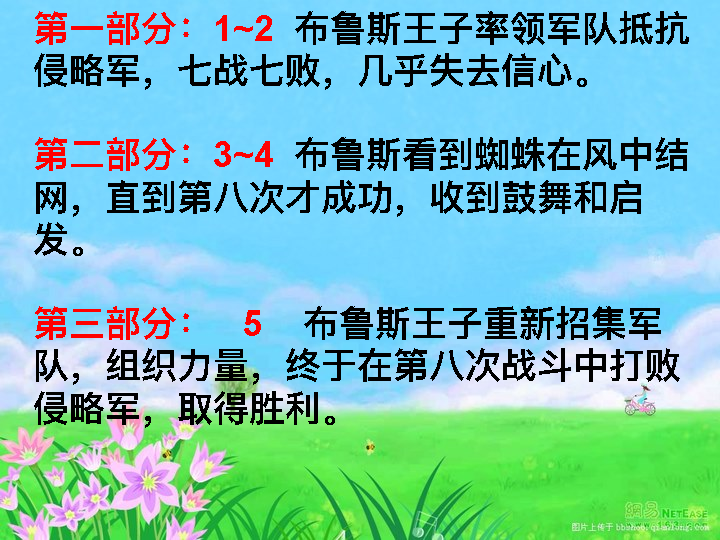 第一部分：1~2 布鲁斯王子率领军队抵抗
侵略军，七战七败，几乎失去信心。
第二部分：3~4 布鲁斯看到蜘蛛在风中结
网，直到第八次才成功，收到鼓舞和启
发。
第三部分： 5 布鲁斯王子重新招集军
队，组织力量，终于在第八次战斗中打败
侵略军，取得胜利。
網易 NETEASE
图片上传于